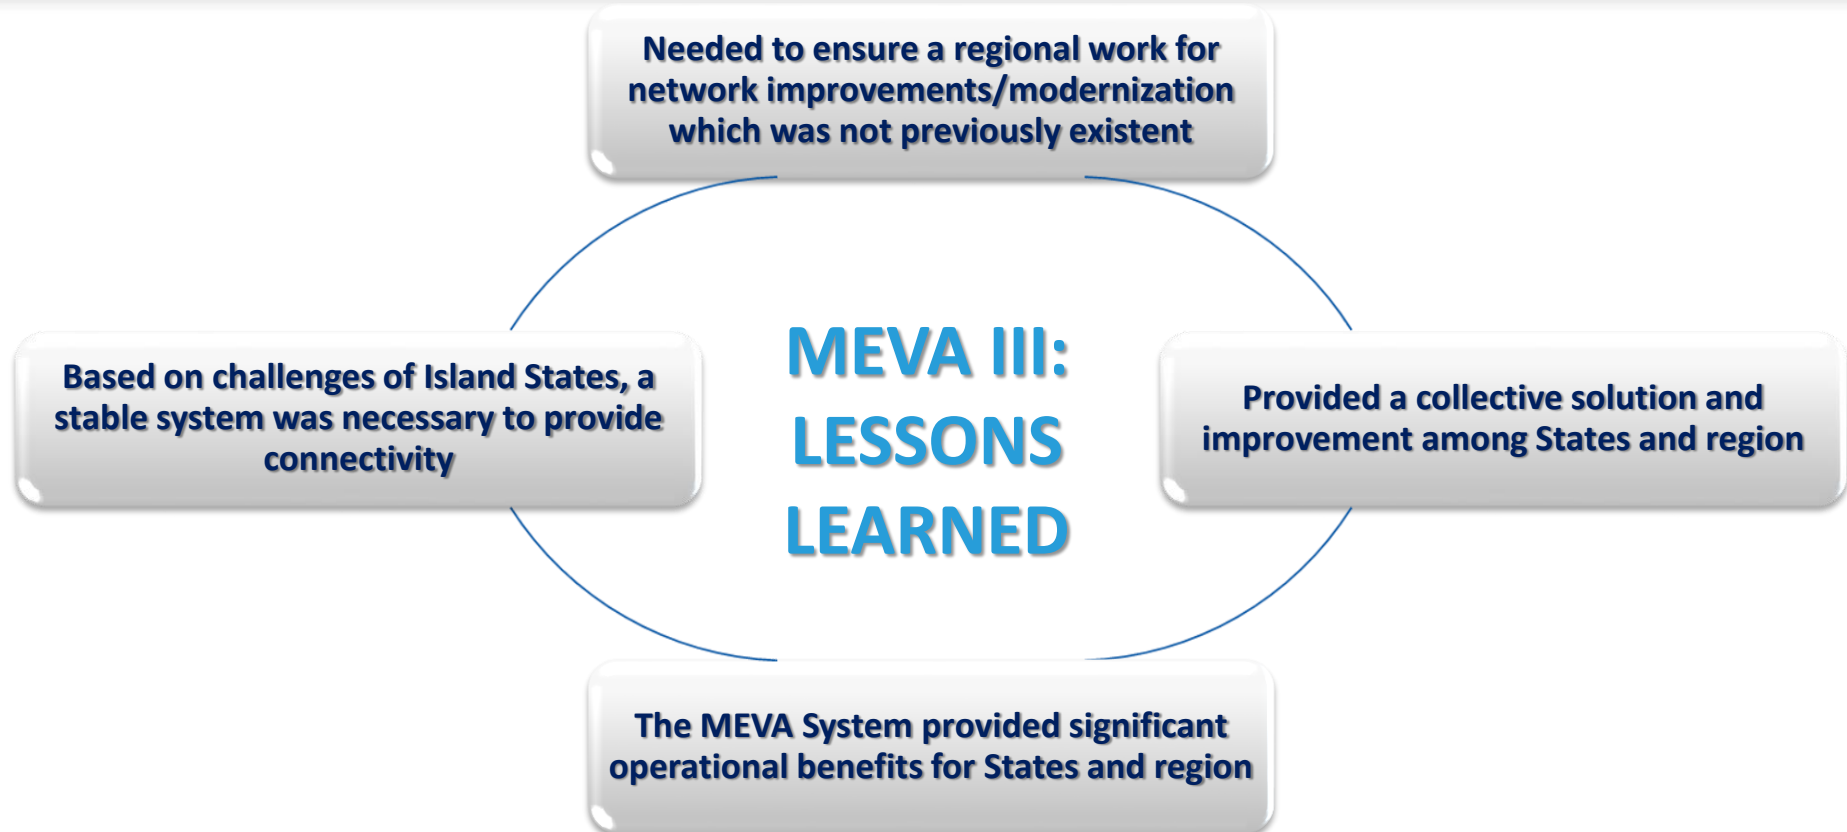 Needed to ensure a regional work for
network improvements/modernization
which was not previously existent
Based on challenges of Island States, a
stable system was necessary to provide
connectivity
MEVA III:
LESSONS
LEARNED
Provided a collective solution and
improvement among States and region
The MEVA System provided significant
operational benefits for States and region